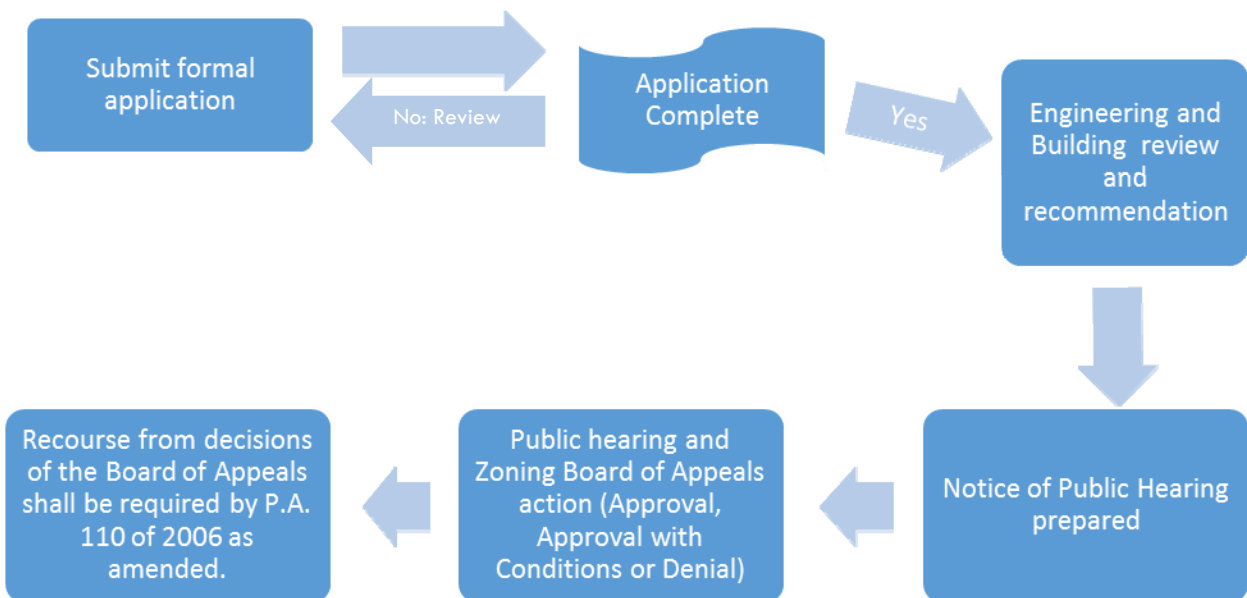 Submit formal
application
No: Review
Application
Complete
Yes
Engineering and
Building review
and
recommendation
Notice of Public Hearing
prepared
Public hearing and
Zoning Board of Appeals
action (Approval,
Approval with
Conditions or Denial)
Recourse from decisions
of the Board of Appeals
shall be required by P.A.
110 of 2006 as
amended.